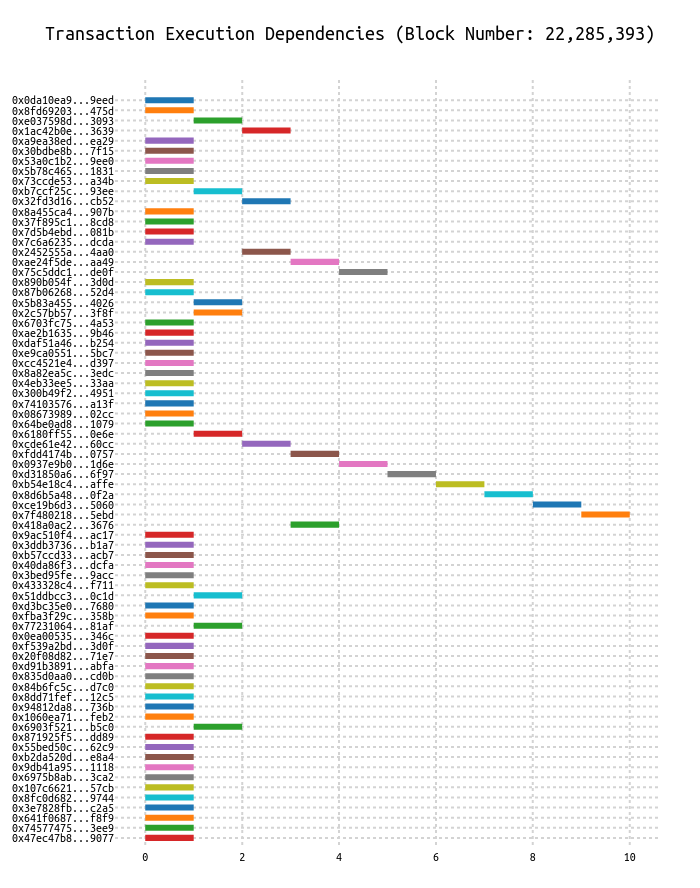 Transaction Execution Dependencies (Block Number: 22,285,393)
0x0da10ea9...9eed
0x8fd69203...475d
0xe037598d...3093
0x1ac42b0e...3639
0xa9ea38ed...ea29
0x30bdbe8b...7f15
0x53a0c1b2...9ee0
0x5b78c465...1831
0x73ccde53...a34b
0xb7ccf25c...93ee
0x32fd3d16...cb52
0x8a455ca4...907b
0x37f895c1...8cd8
0x7d5b4ebd...081b
0x7c6a6235...dcda
0x2452555a...4aa0
0xae24f5de...aa49
0x75c5ddc1...de0f
0x890b054f...3d0d
0x87b06268...52d4
0x5b83a455...4026
0x2c57bb57...3f8f
0x6703fc75...4a53
0xae2b1635...9b46
0xdaf51a46...b254
0xe9ca0551...5bc7
0xcc4521e4...d397
0x8a82ea5c...3edc
0x4eb33ee5...33aa
0x300b49f2...4951
0x74103576...a13f
0x08673989...02cc
0x64be0ad8...1079
0x6180ff55...0e6e
0xcde61e42...60cc
0xfdd4174b...0757
0x0937e9b0...1d6e
0xd31850a6...6f97
0xb54e18c4...affe
0x8d6b5a48...0f2a
0xce19b6d3...5060
0x7f480218...5ebd
0x418a0ac2...3676
0x9ac510f4...ac17
0x3ddb3736...b1a7
0xb57ccd33...acb7
0x40da86f3...dcfa
0x3bed95fe...9acc
0x433328c4...f711
0x51ddbcc3...0c1d
0xd3bc35e0...7680
0xfba3f29c...358b
0x77231064...81af
0x0ea00535...346c
0xf539a2bd...3d0f
0x20f08d82...71e7
0xd91b3891...abfa
0x835d0aa0...cd0b
0x84b6fc5c...d7c0
0x8dd71fef...12c5
0x94812da8...736b
0x1060ea71...feb2
0x6903f521...b5c0
0x871925f5...dd89
0x55bed50c...62c9
0xb2da520d...e8a4
0x9db41a95...1118
0x6975b8ab...3ca2
0x107c6621...57cb
0x8fc0d682...9744
0x3e7828fb...c2a5
0x641f0687...f8f9
0x74577475...3ee9
0x47ec47b8...9077
0 2 4 6 8 10